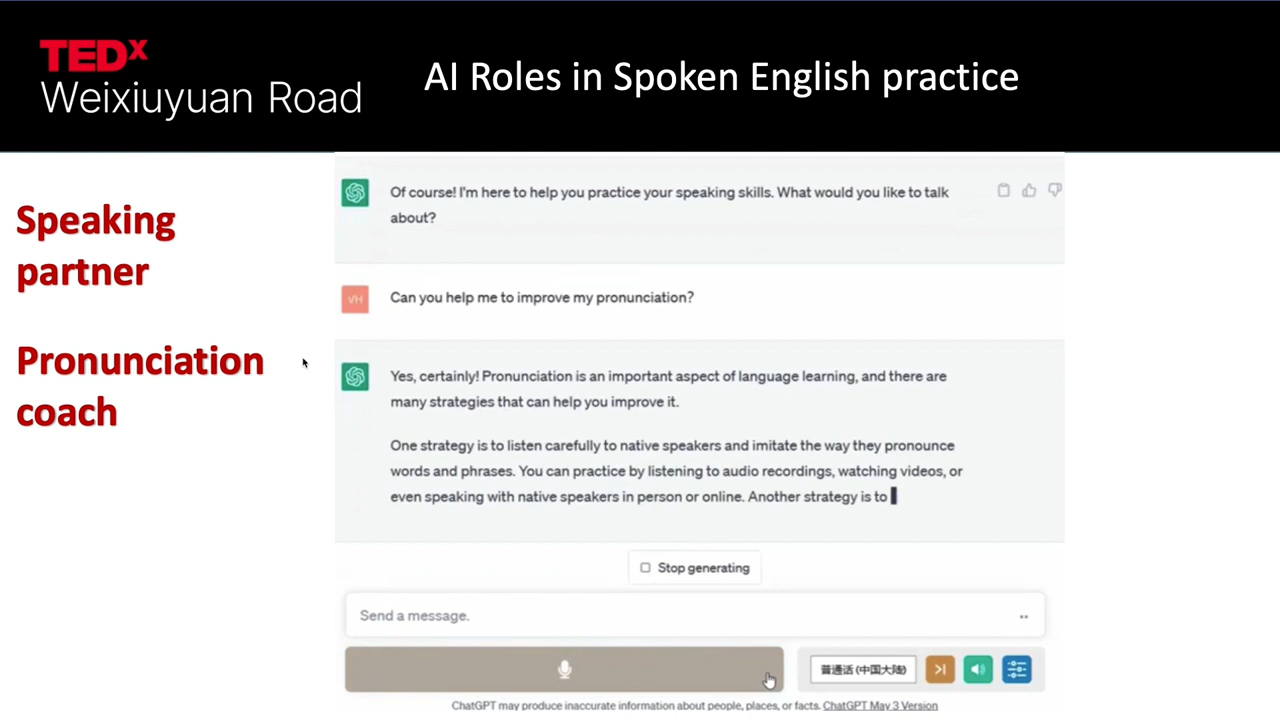 TEDx
Weixiuyuan Road
AI Roles in Spoken English practice
Speaking
partner
Pronunciation
coach
Of course! I'm here to help you practice your speaking skills. What would you like to talk
about?
VH
Can you help me to improve my pronunciation?
Yes, certainly! Pronunciation is an important aspect of language learning, and there are
many strategies that can help you improve it.
One strategy is to listen carefully to native speakers and imitate the way they pronounce
words and phrases. You can practice by listening to audio recordings, watching videos, or
even speaking with native speakers in person or online. Another strategy is to
Stop generating
Send a message.
普通话 (中国大陆)
ChatGPT may produce inaccurate information about people, places, or facts. ChatGPT May 3 Version